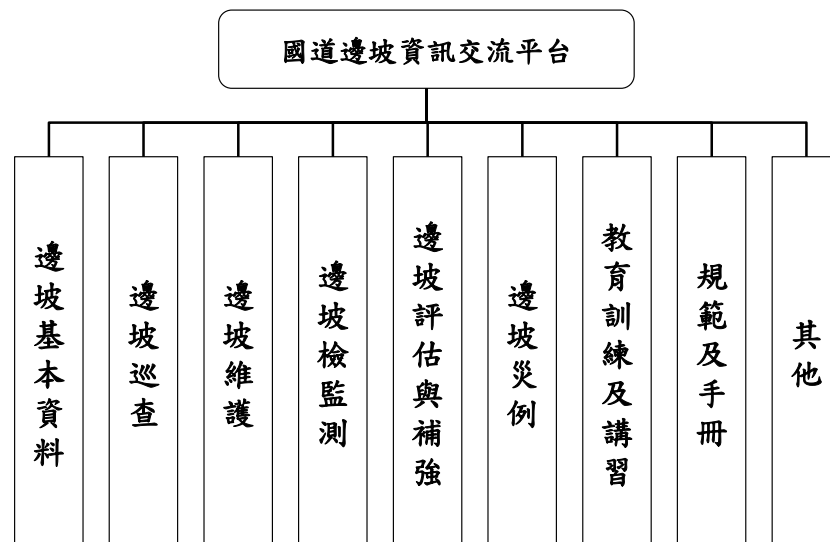 國道邊坡資訊交流平台
邊坡基本資料
邊坡巡查
邊坡維護
邊坡檢監測
邊坡評估與補強
邊坡災例
教育訓練及講習
規範及手冊
其他